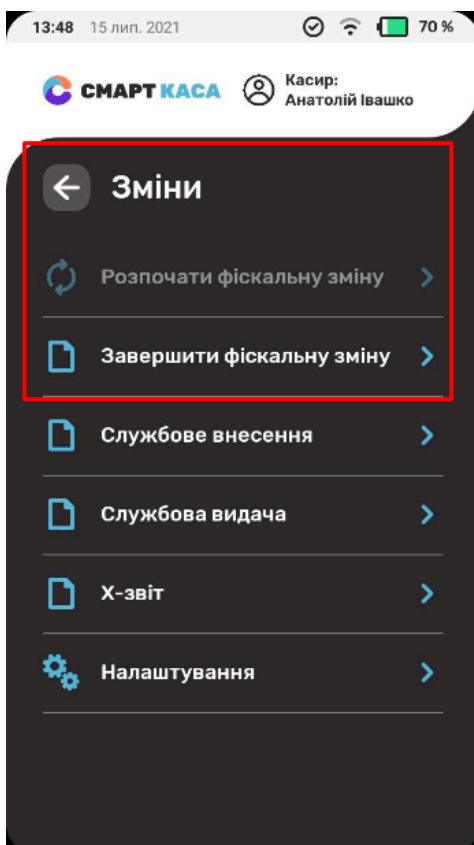 13:48 15 лип. 2021 70 %
СМАРТ КАСА
Касир:
Анатолій Івашко
Зміни
Розпочати фіскальну зміну
Завершити фіскальну зміну
Службове внесення
Службова видача
Х-звіт
Налаштування